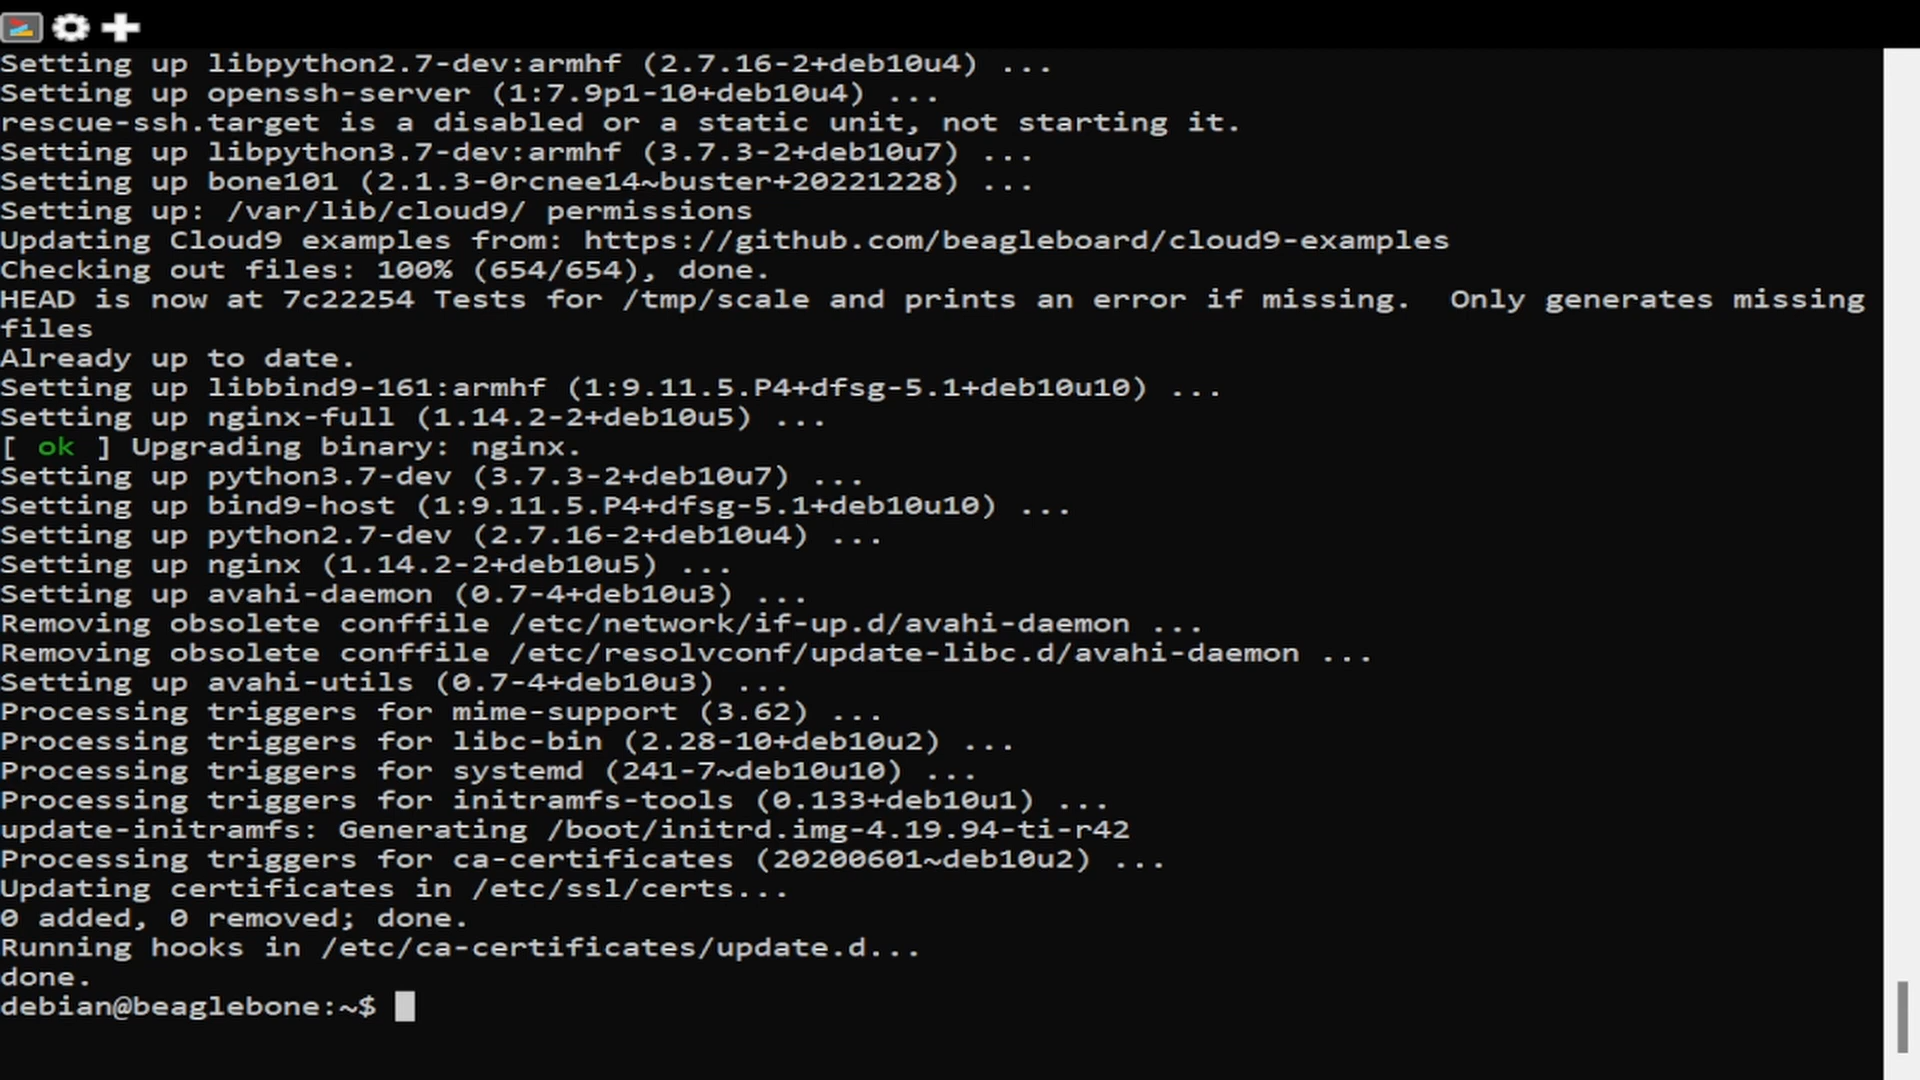 Setting up libpython2.7-dev:armhf (2.7.16-2+deb10u4) ...
Setting up openssh-server (1:7.9p1-10+deb10u4) ...
rescue-ssh.target is a disabled or a static unit, not starting it.
Setting up libpython3.7-dev:armhf (3.7.3-2+deb10u7) ...
Setting up bone101 (2.1.3-0rcnee14~buster+20221228) ...
Setting up: /var/lib/cloud9/ permissions
Updating Cloud9 examples from: https://github.com/beagleboard/cloud9-examples
Checking out files: 100% (654/654), done.
HEAD is now at 7c22254 Tests for /tmp/scale and prints an error if missing.  Only generates missing
files
Already up to date.
Setting up libbind9-161:armhf (1:9.11.5.P4+dfsg-5.1+deb10u10) ...
Setting up nginx-full (1.14.2-2+deb10u5) ...
[ ok ] Upgrading binary: nginx.
Setting up python3.7-dev (3.7.3-2+deb10u7) ...
Setting up bind9-host (1:9.11.5.P4+dfsg-5.1+deb10u10) ...
Setting up python2.7-dev (2.7.16-2+deb10u4) ...
Setting up nginx (1.14.2-2+deb10u5) ...
Setting up avahi-daemon (0.7-4+deb10u3) ...
Removing obsolete conffile /etc/network/if-up.d/avahi-daemon ...
Removing obsolete conffile /etc/resolvconf/update-libc.d/avahi-daemon ...
Setting up avahi-utils (0.7-4+deb10u3) ...
Processing triggers for mime-support (3.62) ...
Processing triggers for libc-bin (2.28-10+deb10u2) ...
Processing triggers for systemd (241-7~deb10u10) ...
Processing triggers for initramfs-tools (0.133+deb10u1) ...
update-initramfs: Generating /boot/initrd.img-4.19.94-ti-r42
Processing triggers for ca-certificates (20200601~deb10u2) ...
Updating certificates in /etc/ssl/certs...
0 added, 0 removed; done.
Running hooks in /etc/ca-certificates/update.d...
done.
debian@beaglebone:~$